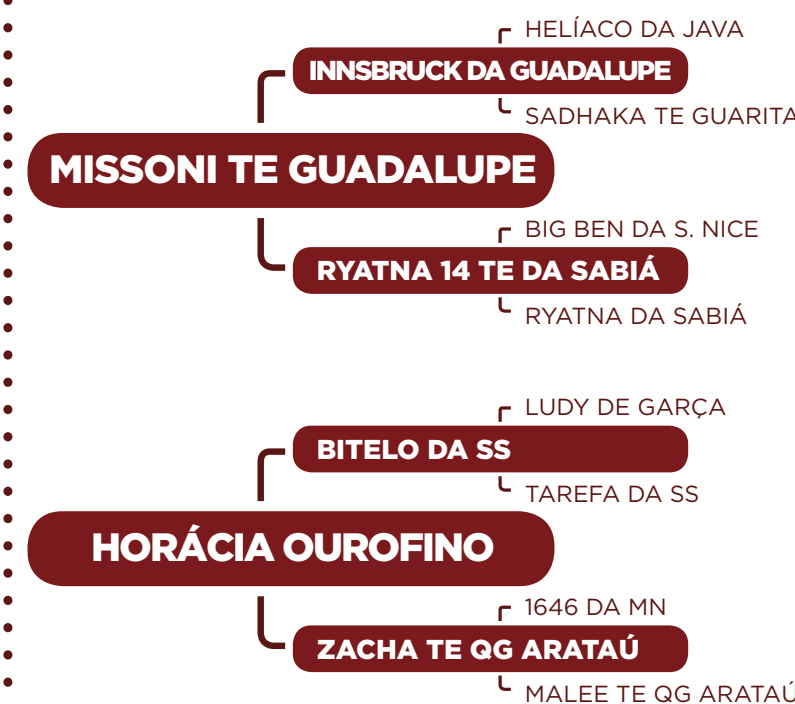 HELÍACO DA JAVA
INNSBRUCK DA GUADALUPE
SADHAKA TE GUARITA
MISSONI TE GUADALUPE
BIG BEN DA S. NICE
RYATNA 14 TE DA SABIÁ
RYATNA DA SABIÁ
LUDY DE GARÇA
BITELO DA SS
TAREFA DA SS
HORÁCIA OUROFINO
1646 DA MN
ZACHA TE QG ARATAÚ
MALEE TE QG ARATAÚ